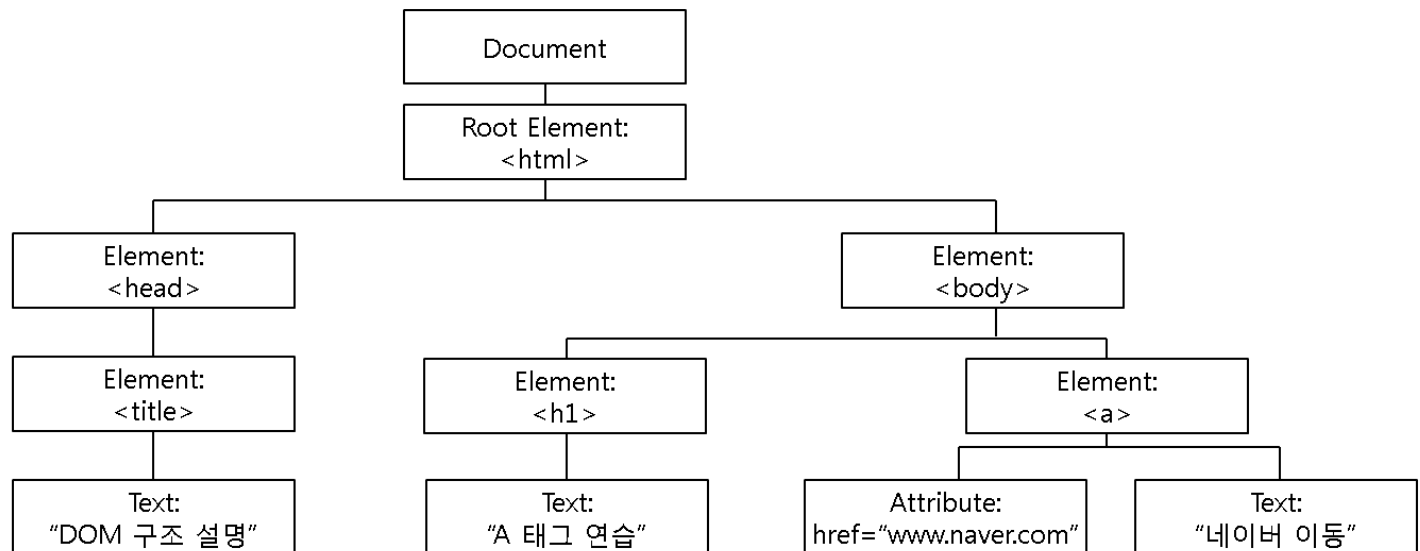 Document
Root Element:
<html>
Element:
<head>
Element:
<body>
Element:
<title>
Element:
<h1>
Element:
<a>
Text:
“DOM 구조 설명”
Text:
“A 태그 연습”
Attribute:
href=“www.naver.com”
Text:
“네이버 이동”